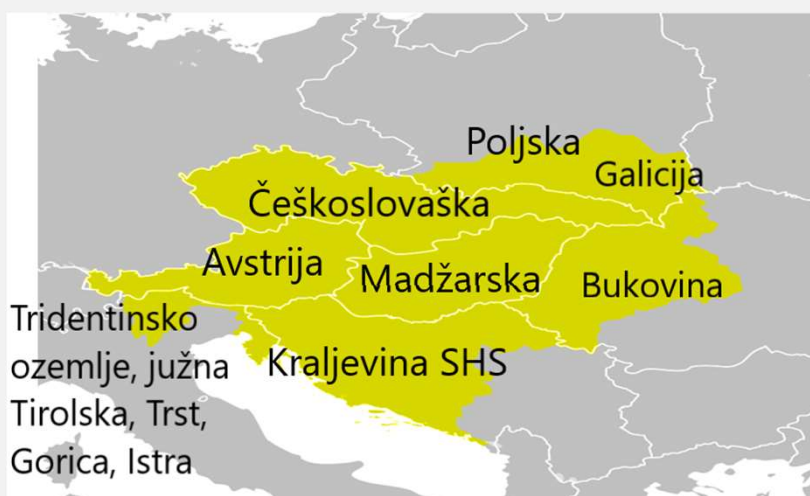 Poljska
Galicija
Češkoslovaška
Avstrija
Madžarska
Bukovina
Tridentinsko
ozemlje, južna
Tirolska, Trst,
Gorica, Istra
Kraljevina SHS